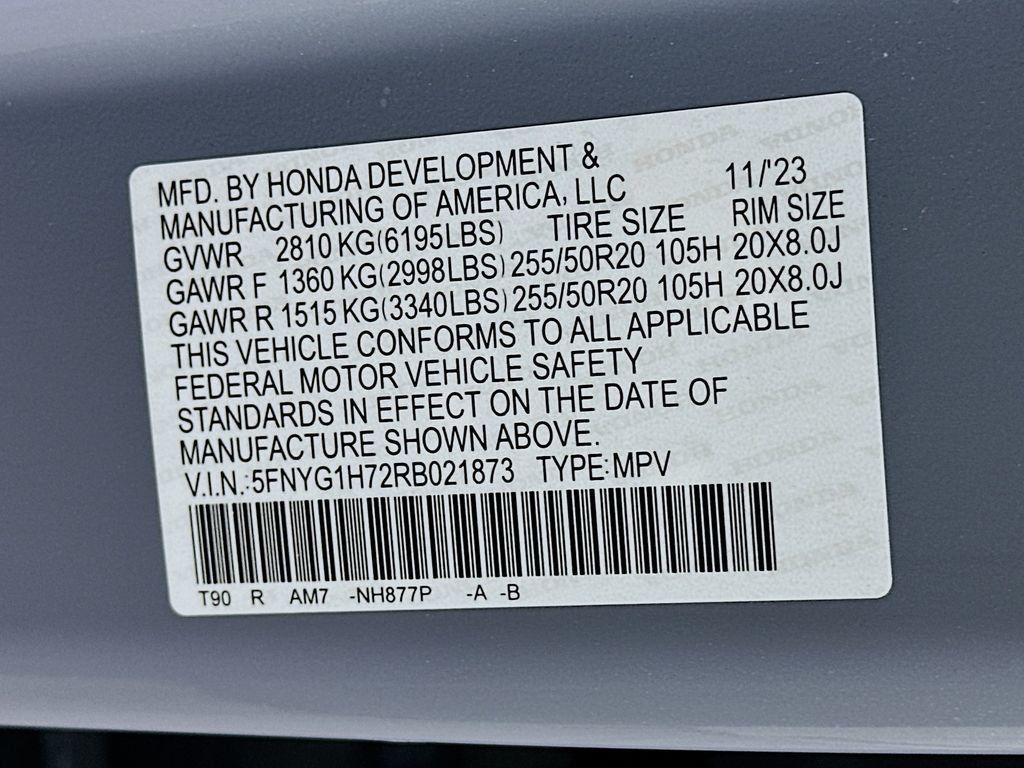 MFD. BY HONDA DEVELOPMENT &
MANUFACTURING OF AMERICA, LLC 11/'23
GVWR 2810 KG(6195LBS) TIRE SIZE RIM SIZE
GAWR F 1360 KG(2998LBS) 255/50R20 105H 20X8.0J
GAWR R 1515 KG(3340LBS) 255/50R20 105H 20X8.0J
THIS VEHICLE CONFORMS TO ALL APPLICABLE
FEDERAL MOTOR VEHICLE SAFETY
STANDARDS IN EFFECT ON THE DATE OF
MANUFACTURE SHOWN ABOVE.
V.I.N.:5FNYG1H72RB021873 TYPE:MPV
T90 R AM7 -NH877P -A -B